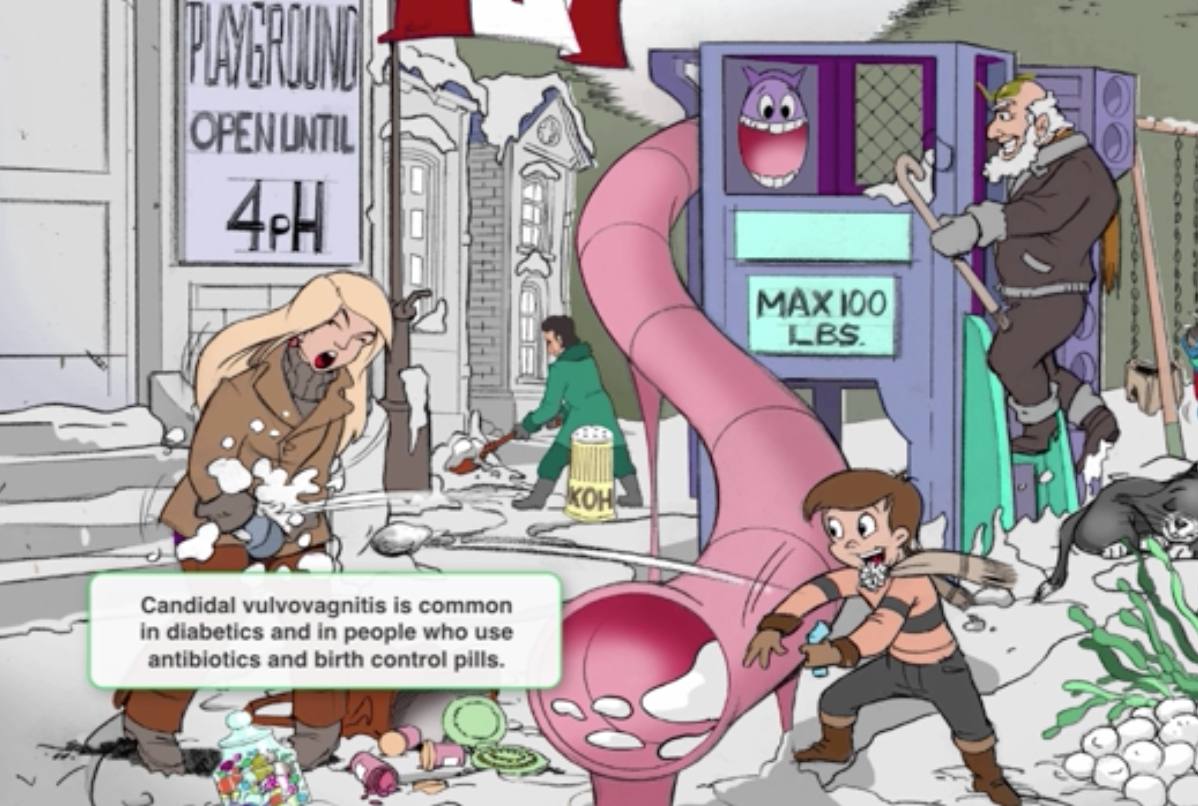 PLAYGROUND
OPEN UNTIL
4pH
MAX 100
LBS.
KOH
Candidal vulvovagnitis is common
in diabetics and in people who use
antibiotics and birth control pills.